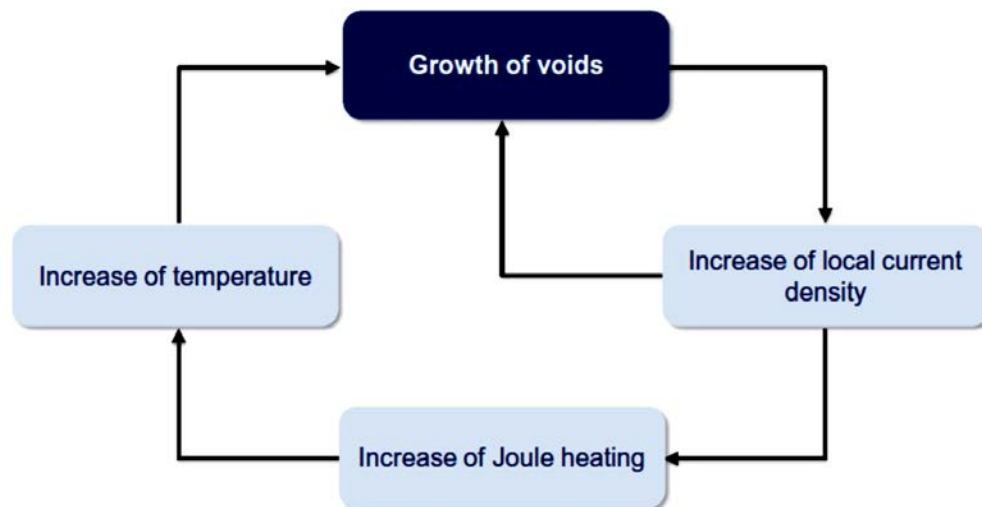 Growth of voids
Increase of temperature
Increase of local current
density
Increase of Joule heating